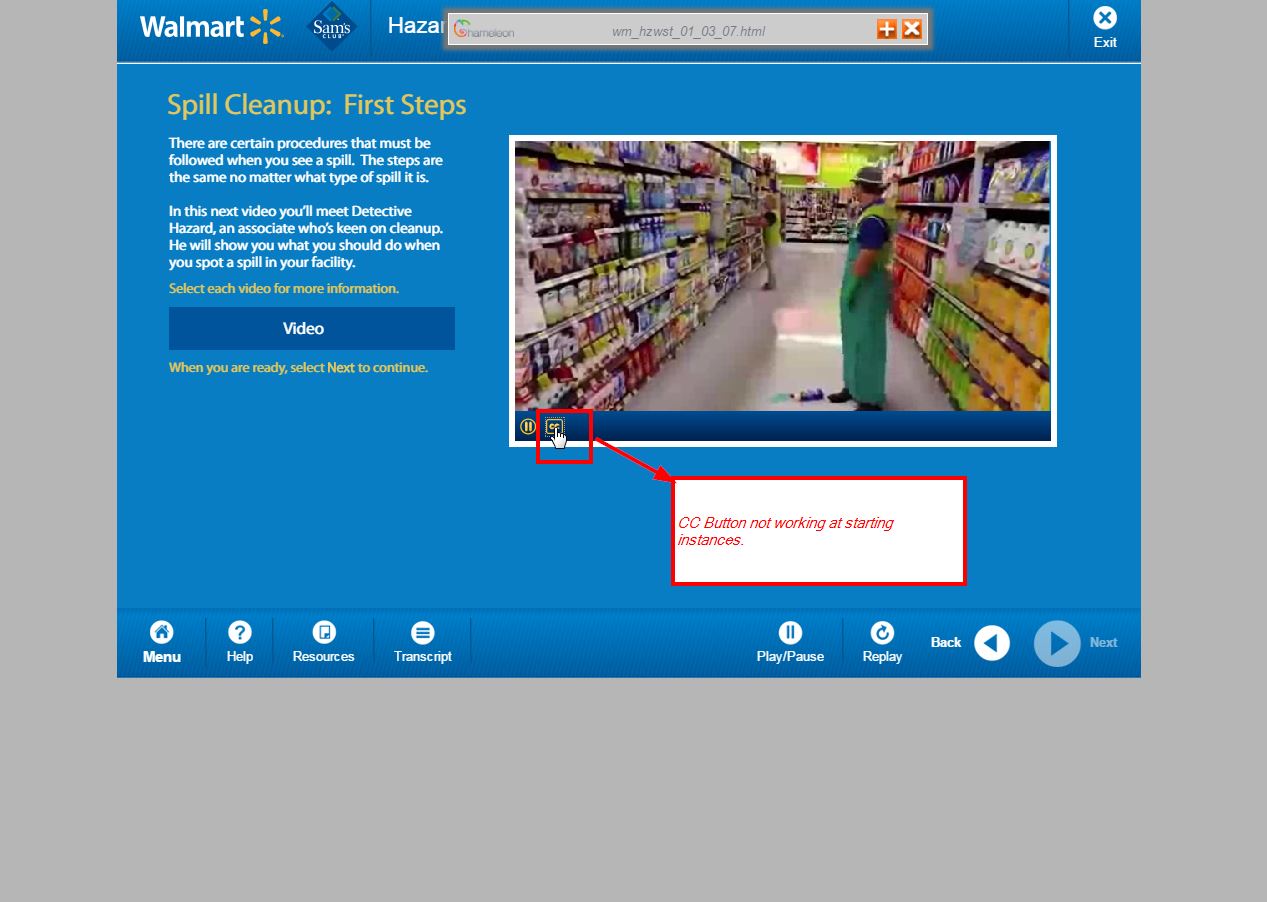 Walmart
Sam's
CLUB
Hazar
hameleon
wm_hzwst_01_03_07.html
Exit
Spill Cleanup:  First Steps
There are certain procedures that must be
followed when you see a spill.  The steps are
the same no matter what type of spill it is.
In this next video you'll meet Detective
Hazard, an associate who's keen on cleanup.
He will show you what you should do when
you spot a spill in your facility.
Select each video for more information.
Video
When you are ready, select Next to continue.
CC
CC Button not working at starting
instances.
Menu
Help
Resources
Transcript
Play/Pause
Replay
Back
Next